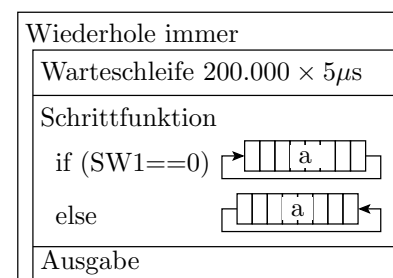 Wiederhole immer
Warteschleife 200.000 × 5μs
Schrittfunktion
if (SW1==0) a
else a
Ausgabe